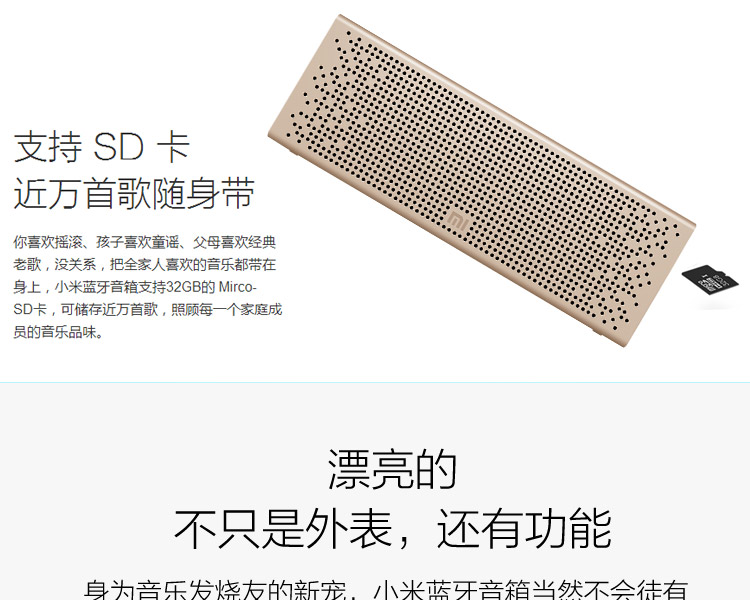 支持 SD 卡
近万首歌随身带
你喜欢摇滚、孩子喜欢童谣、父母喜欢经典
老歌，没关系，把全家人喜欢的音乐都带在
身上，小米蓝牙音箱支持32GB的 Mirco-
SD卡，可储存近万首歌，照顾每一个家庭成
员的音乐品味。
mi
漂亮的
不只是外表，还有功能
身为音乐发烧友的新宠，小米蓝牙音箱当然不会徒有